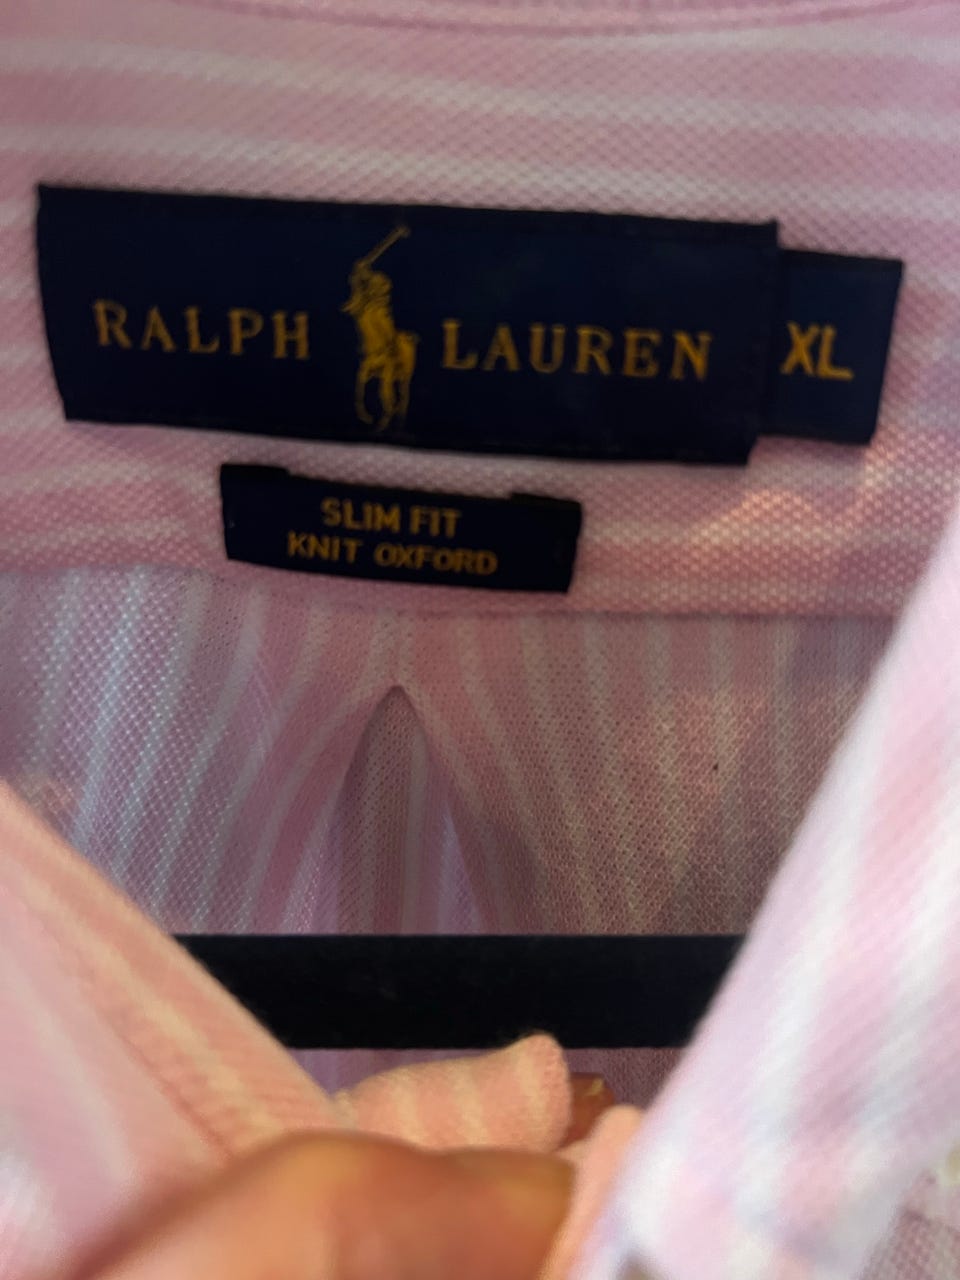 RALPH LAUREN XL
SLIM FIT
KNIT OXFORD